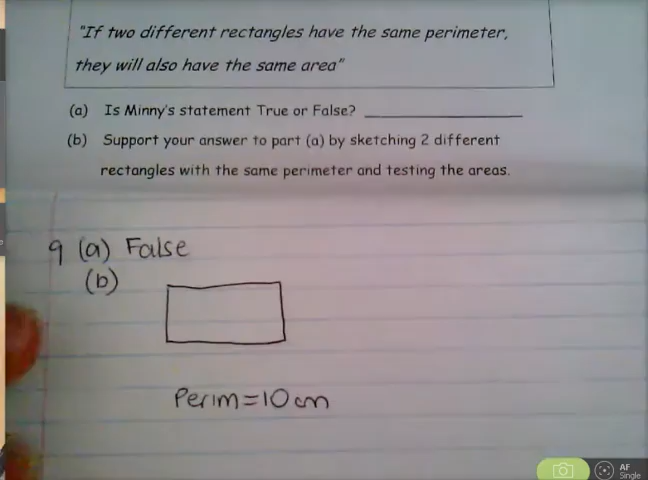 "If two different rectangles have the same perimeter,
they will also have the same area"
(a) Is Minny's statement True or False?
(b) Support your answer to part (a) by sketching 2 different
rectangles with the same perimeter and testing the areas.
9 (a) False
(b)
Perim = 10 cm
AF
Single